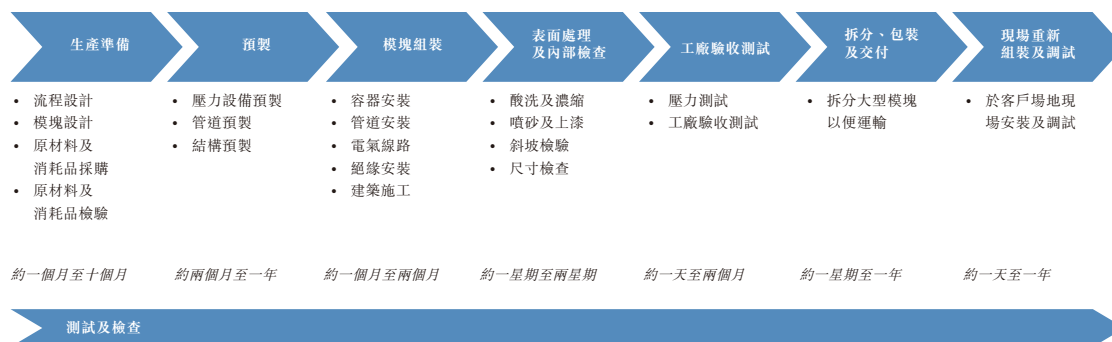 生產準備
預製
模塊組裝
表面處理
及內部檢查
工廠驗收測試
拆分、包裝
及交付
現場重新
組裝及調試
• 流程設計
• 模塊設計
• 原材料及
消耗品採購
• 原材料及
消耗品檢驗
• 壓力設備預製
• 管道預製
• 結構預製
• 容器安裝
• 管道安裝
• 電氣線路
• 絕緣安裝
• 建築施工
• 酸洗及濃縮
• 噴砂及上漆
• 斜坡檢驗
• 尺寸檢查
• 壓力測試
• 工廠驗收測試
• 拆分大型模塊
以便運輸
• 於客戶場地現
場安裝及調試
約一個月至十個月
約兩個月至一年
約一個月至兩個月
約一星期至兩星期
約一天至兩個月
約一星期至一年
約一天至一年
測試及檢查